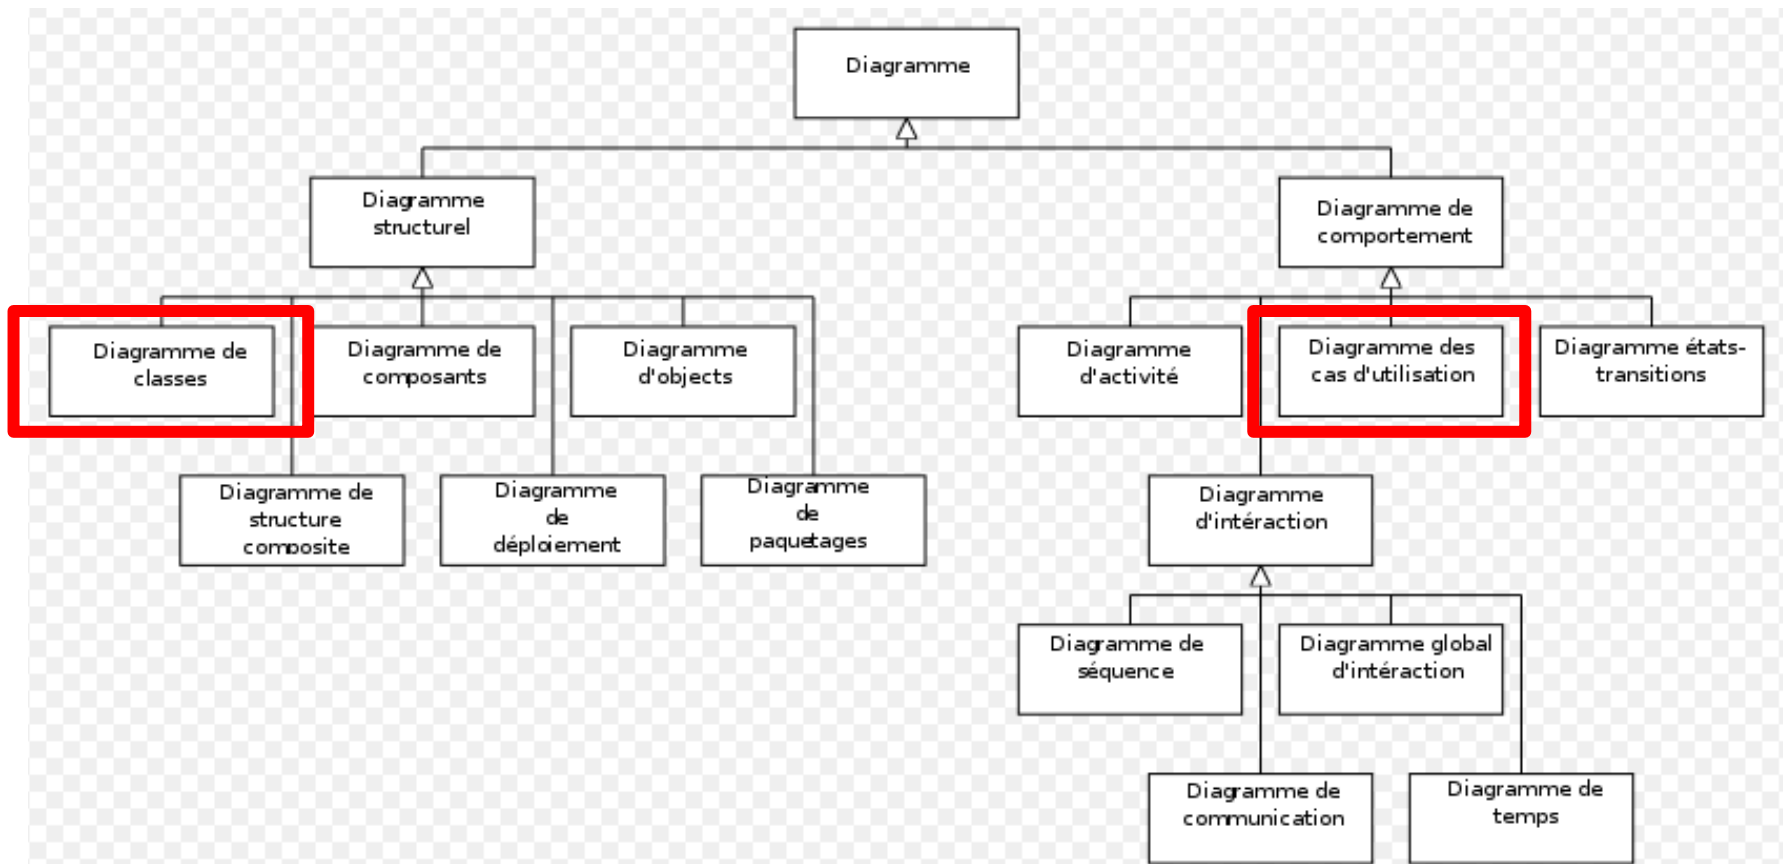 Diagramme
Diagramme
structurel
Diagramme de
comportement
Diagramme de
classes
Diagramme de
composants
Diagramme
d'objects
Diagramme
d'activité
Diagramme des
cas d'utilisation
Diagramme états-
transitions
Diagramme de
structure
composite
Diagramme
de
déploiement
Diagramme
de
paquetages
Diagramme
d'intéraction
Diagramme de
séquence
Diagramme global
d'intéraction
Diagramme de
communication
Diagramme de
temps